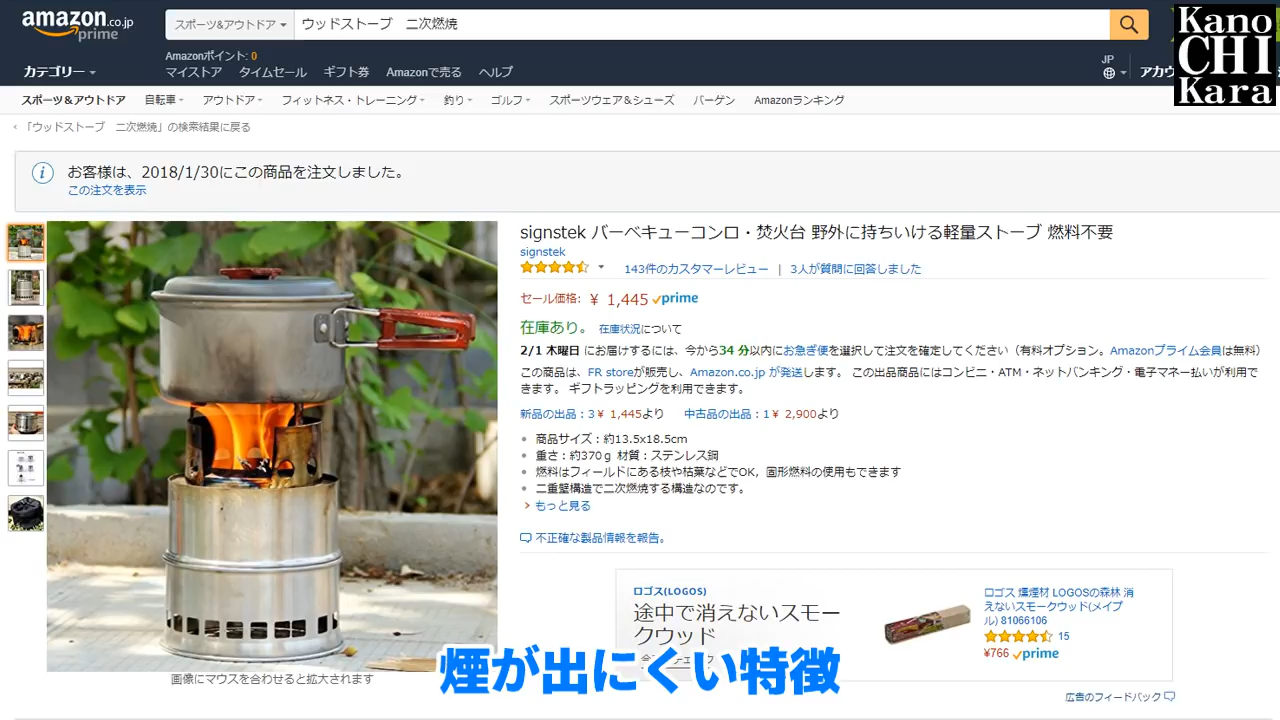 amazon.co.jp
prime
スポーツ&アウトドア
ウッドストーブ 二次燃焼
Kano
CHI
Kara
Amazonポイント: 0
カテゴリー
マイストア タイムセール ギフト券 Amazonで売る ヘルプ
JP
アカウ
スポーツ&アウトドア 自転車 アウトドア フィットネス・トレーニング 釣り ゴルフ スポーツウェア&シューズ バーゲン Amazonランキング
‹ 「ウッドストーブ 二次燃焼」の検索結果に戻る
お客様は、2018/1/30にこの商品を注文しました。
この注文を表示
signstek バーベキューコンロ・焚火台 野外に持ちいける軽量ストーブ 燃料不要
signstek
143件のカスタマーレビュー | 3人が質問に回答しました
セール価格: ¥ 1,445 prime
在庫あり。 在庫状況について
2/1 木曜日 にお届けするには、今から34 分以内にお急ぎ便を選択して注文を確定してください（有料オプション。Amazonプライム会員は無料）
この商品は、FR storeが販売し、Amazon.co.jp が発送します。 この出品商品にはコンビニ・ATM・ネットバンキング・電子マネー払いが利用で
きます。 ギフトラッピングを利用できます。
新品の出品：3¥ 1,445より 中古品の出品：1¥ 2,900より
商品サイズ：約13.5x18.5cm
重さ：約370ｇ 材質：ステンレス鋼
燃料はフィールドにある枝や枯葉などでOK，固形燃料の使用もできます
二重壁構造で二次燃焼する構造なのです。
› もっと見る
不正確な製品情報を報告。
ロゴス(LOGOS)
途中で消えないスモー
クウッド
ロゴス 燻煙材 LOGOSの森林 消
えないスモークウッド(メイプ
ル) 81066106
15
¥766 prime
画像にマウスを合わせると拡大されます
煙が出にくい特徴
広告のフィードバック